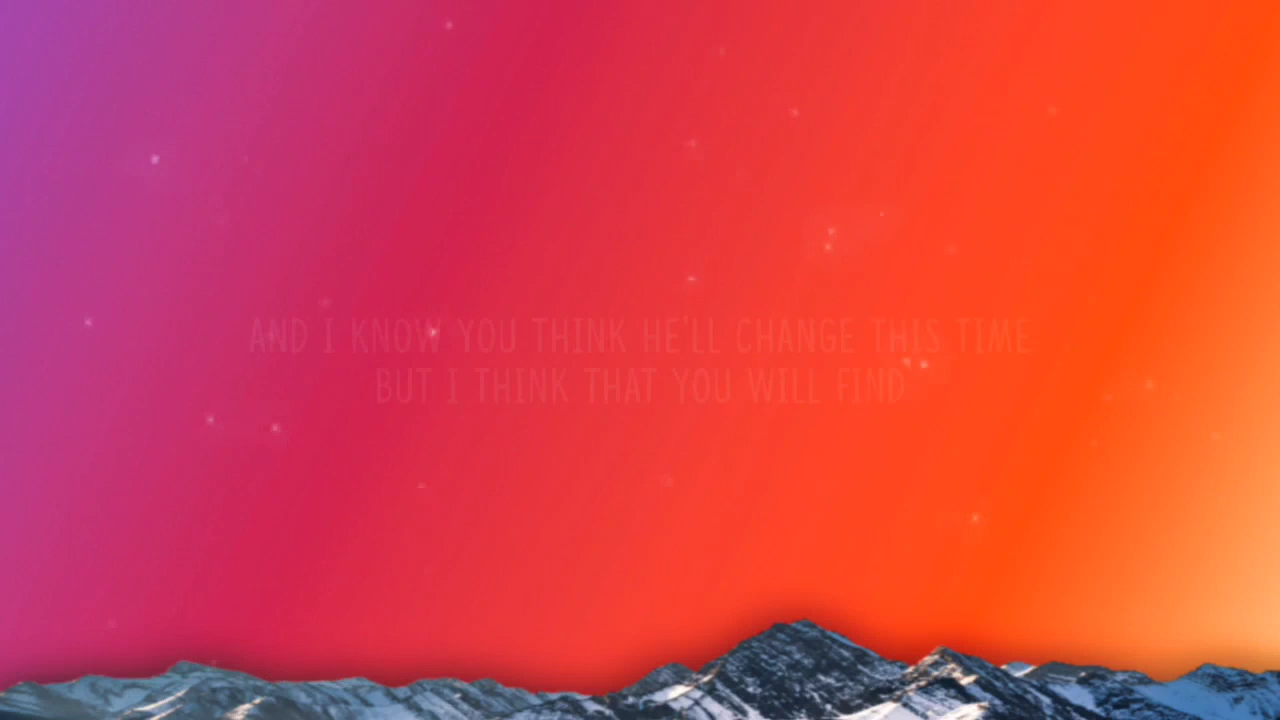 AND I KNOW YOU THINK HE'LL CHANGE THIS TIME
BUT I THINK THAT YOU WILL FIND